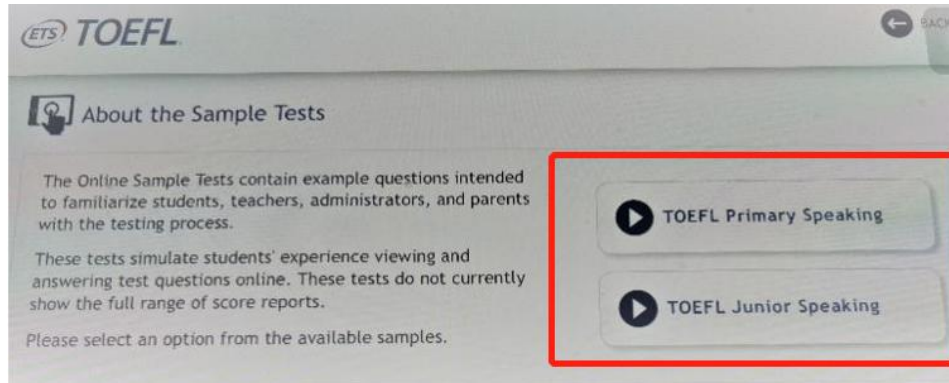 ETS TOEFL
BACK
About the Sample Tests
The Online Sample Tests contain example questions intended
to familiarize students, teachers, administrators, and parents
with the testing process.
These tests simulate students' experience viewing and
answering test questions online. These tests do not currently
show the full range of score reports.
Please select an option from the available samples.
TOEFL Primary Speaking
TOEFL Junior Speaking